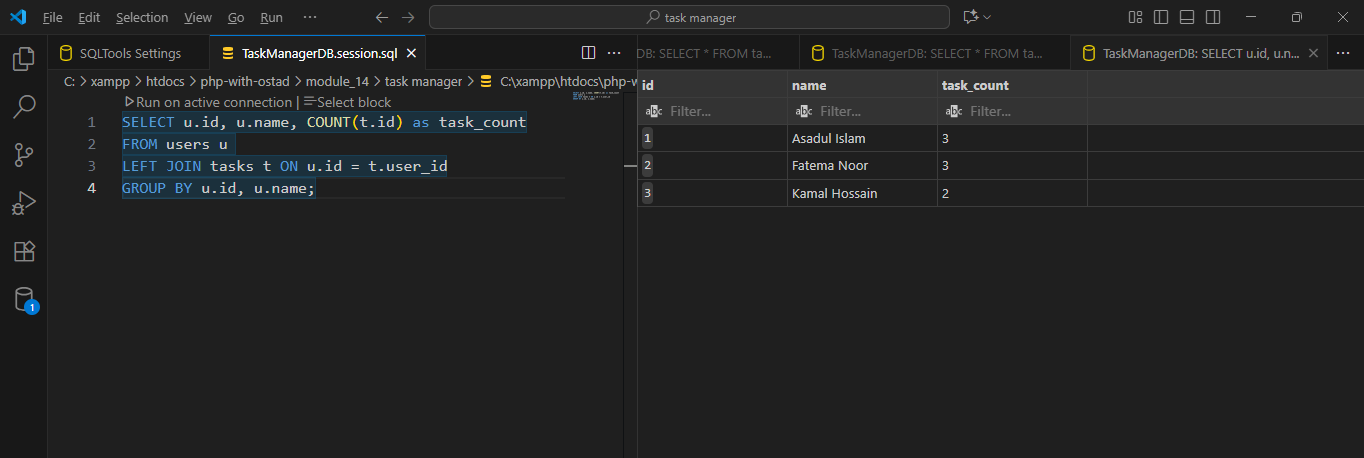 File Edit Selection View Go Run ··· task manager
SQLTools Settings TaskManagerDB.session.sql ··· DB: SELECT * FROM ta... TaskManagerDB: SELECT * FROM ta... TaskManagerDB: SELECT u.id, u.n... ···
C: > xampp > htdocs > php-with-ostad > module_14 > task manager > C:\xampp\htdocs\php-w
Run on active connection | Select block
1 SELECT u.id, u.name, COUNT(t.id) as task_count
2 FROM users u
3 LEFT JOIN tasks t ON u.id = t.user_id
4 GROUP BY u.id, u.name;
id name task_count
Filter... Filter... Filter...
1 Asadul Islam 3
2 Fatema Noor 3
3 Kamal Hossain 2
1